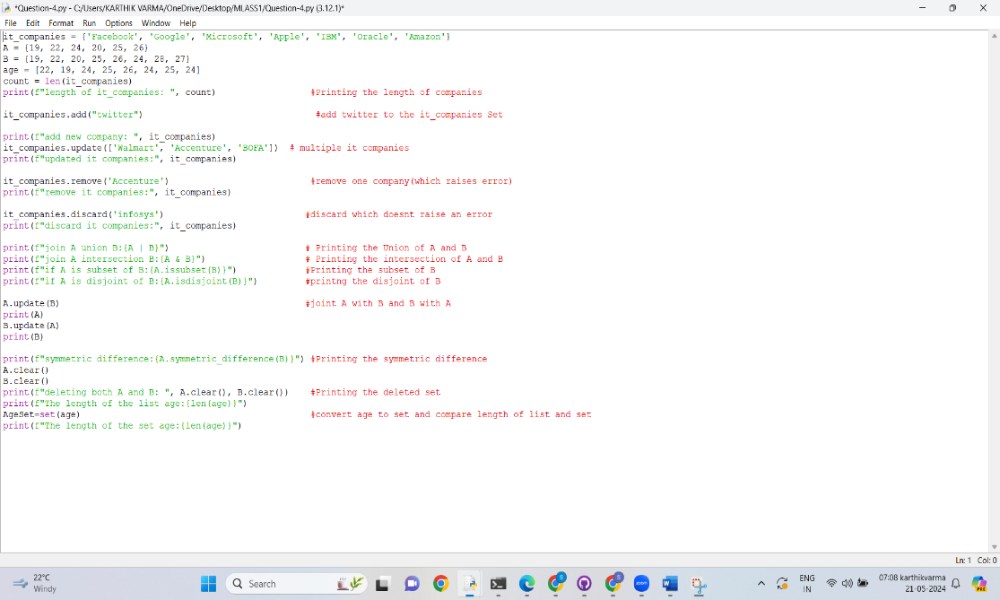 *Question-4.py - C:/Users/KARTHIK VARMA/OneDrive/Desktop/MLASS1/Question-4.py (3.12.1)*
File Edit Format Run Options Window Help
it_companies = {'Facebook', 'Google', 'Microsoft', 'Apple', 'IBM', 'Oracle', 'Amazon'}
A = {19, 22, 24, 20, 25, 26}
B = {19, 22, 20, 25, 26, 24, 28, 27}
age = [22, 19, 24, 25, 26, 24, 25, 24]
count = len(it_companies)
print(f"length of it_companies: ", count) #Printing the length of companies
it_companies.add("twitter") #add twitter to the it_companies Set
print(f"add new company: ", it_companies)
it_companies.update(['Walmart', 'Accenture', 'BOFA']) # multiple it companies
print(f"updated it companies:", it_companies)
it_companies.remove('Accenture') #remove one company(which raises error)
print(f"remove it companies:", it_companies)
it_companies.discard('infosys') #discard which doesnt raise an error
print(f"discard it companies:", it_companies)
print(f"join A union B:{A | B}") # Printing the Union of A and B
print(f"join A intersection B:{A & B}") # Printing the intersection of A and B
print(f"if A is subset of B:{A.issubset(B)}") #Printing the subset of B
print(f"if A is disjoint of B:{A.isdisjoint(B)}") #printng the disjoint of B
A.update(B) #joint A with B and B with A
print(A)
B.update(A)
print(B)
print(f"symmetric difference:{A.symmetric_difference(B)}") #Printing the symmetric difference
A.clear()
B.clear()
print(f"deleting both A and B: ", A.clear(), B.clear()) #Printing the deleted set
print(f"The length of the list age:{len(age)}")
AgeSet=set(age) #convert age to set and compare length of list and set
print(f"The length of the set age:{len(age)}")
Ln: 1 Col: 0
22°C
Windy
Search
S
S
zoom
W
ENG
IN
07:08 karthikvarma
21-05-2024
PRE